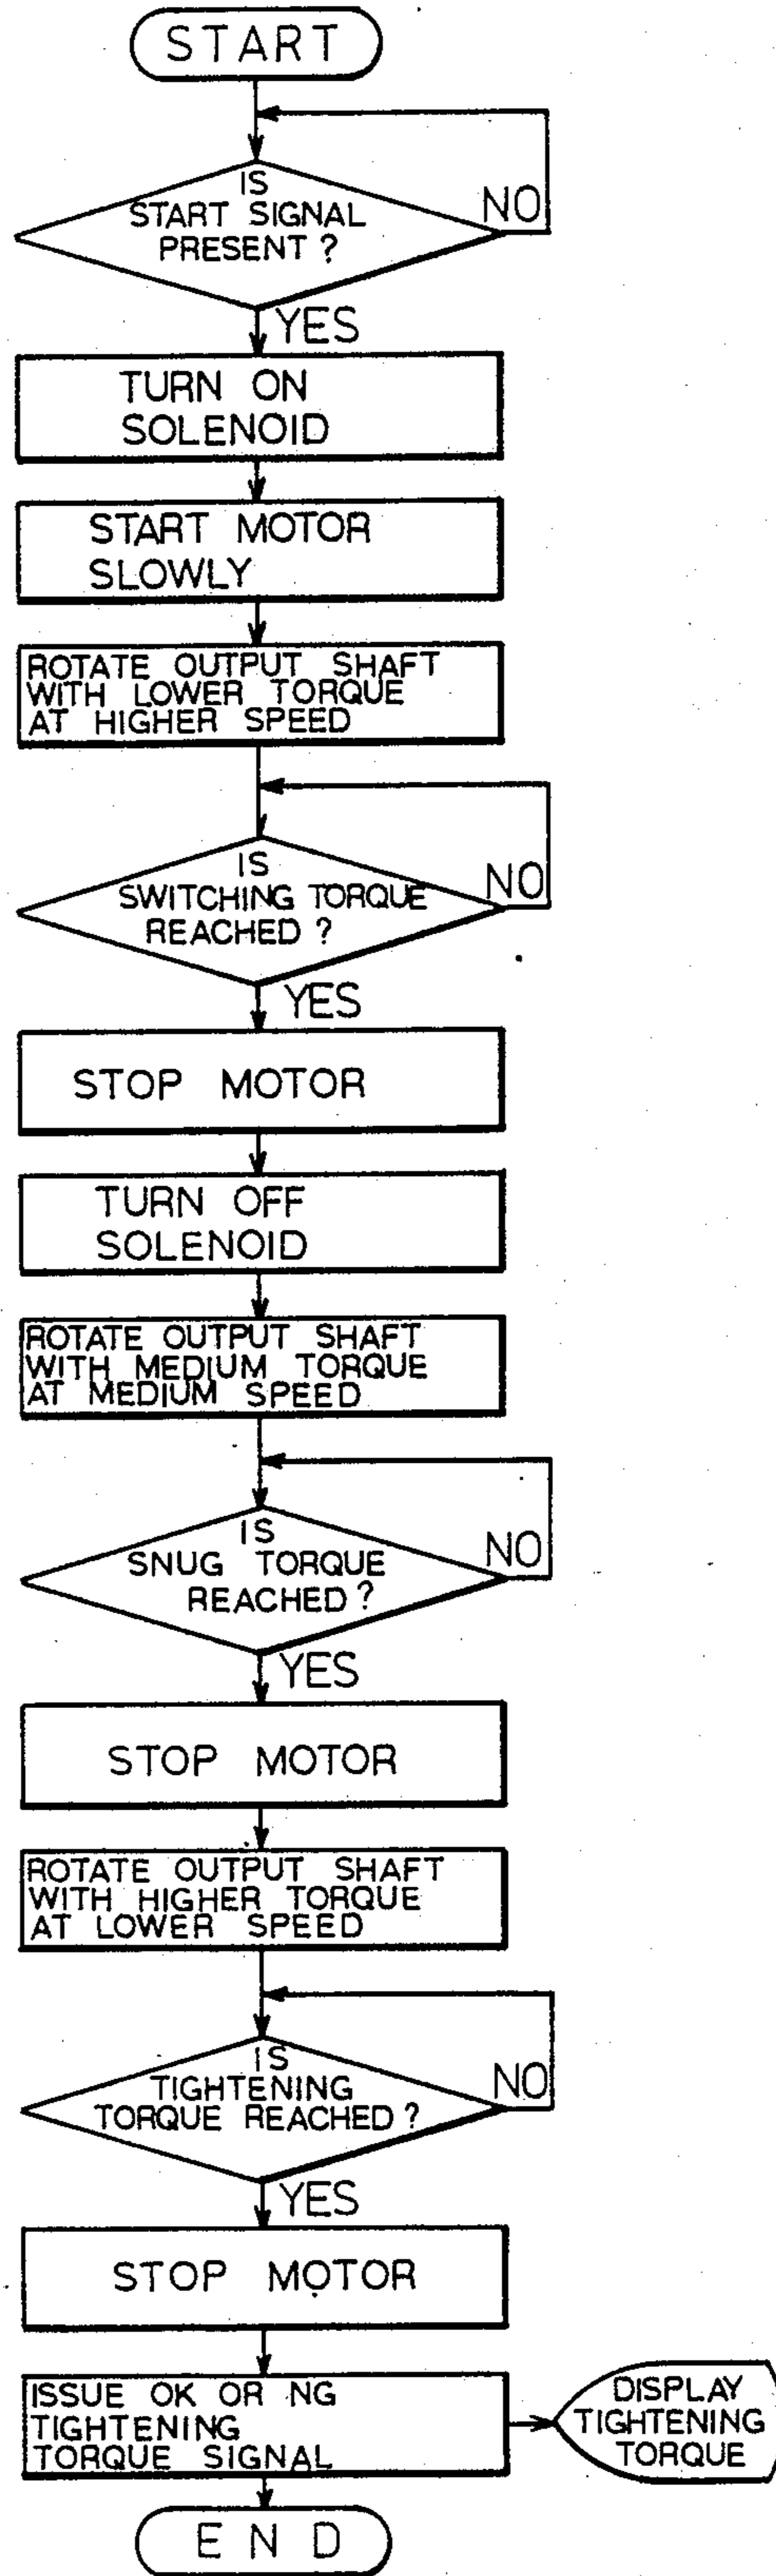 START
IS
START SIGNAL
PRESENT ?
NO
YES
TURN ON
SOLENOID
START MOTOR
SLOWLY
ROTATE OUTPUT SHAFT
WITH LOWER TORQUE
AT HIGHER SPEED
IS
SWITCHING TORQUE
REACHED ?
NO
YES
STOP MOTOR
TURN OFF
SOLENOID
ROTATE OUTPUT SHAFT
WITH MEDIUM TORQUE
AT MEDIUM SPEED
IS
SNUG TORQUE
REACHED ?
NO
YES
STOP MOTOR
ROTATE OUTPUT SHAFT
WITH HIGHER TORQUE
AT LOWER SPEED
IS
TIGHTENING
TORQUE REACHED ?
NO
YES
STOP MOTOR
ISSUE OK OR NG
TIGHTENING
TORQUE SIGNAL
DISPLAY
TIGHTENING
TORQUE
END